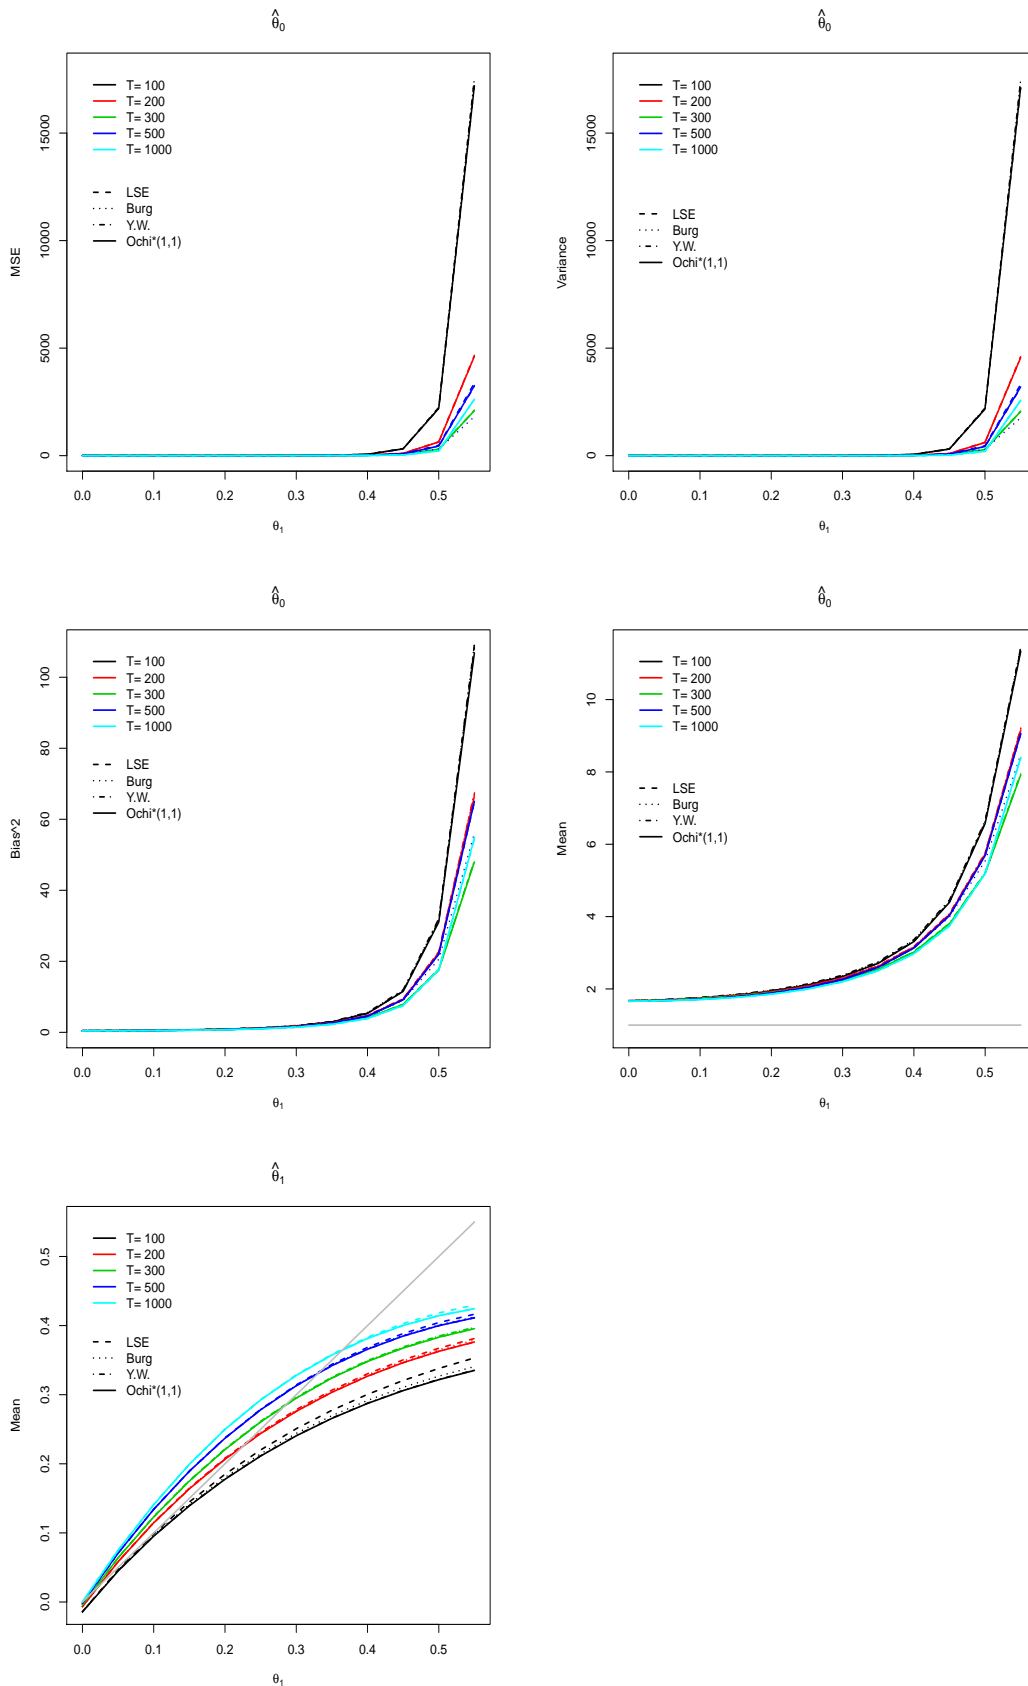 θ̂₀
T= 100
T= 200
T= 300
T= 500
T= 1000
LSE
Burg
Y.W.
Ochi*(1,1)
MSE
0
5000
10000
15000
0.0 0.1 0.2 0.3 0.4 0.5
θ₁
θ̂₀
T= 100
T= 200
T= 300
T= 500
T= 1000
LSE
Burg
Y.W.
Ochi*(1,1)
Variance
0
5000
10000
15000
0.0 0.1 0.2 0.3 0.4 0.5
θ₁
θ̂₀
T= 100
T= 200
T= 300
T= 500
T= 1000
LSE
Burg
Y.W.
Ochi*(1,1)
Bias^2
0
20
40
60
80
100
0.0 0.1 0.2 0.3 0.4 0.5
θ₁
θ̂₀
T= 100
T= 200
T= 300
T= 500
T= 1000
LSE
Burg
Y.W.
Ochi*(1,1)
Mean
2
4
6
8
10
0.0 0.1 0.2 0.3 0.4 0.5
θ₁
θ̂₁
T= 100
T= 200
T= 300
T= 500
T= 1000
LSE
Burg
Y.W.
Ochi*(1,1)
Mean
0.0
0.1
0.2
0.3
0.4
0.5
0.0 0.1 0.2 0.3 0.4 0.5
θ₁